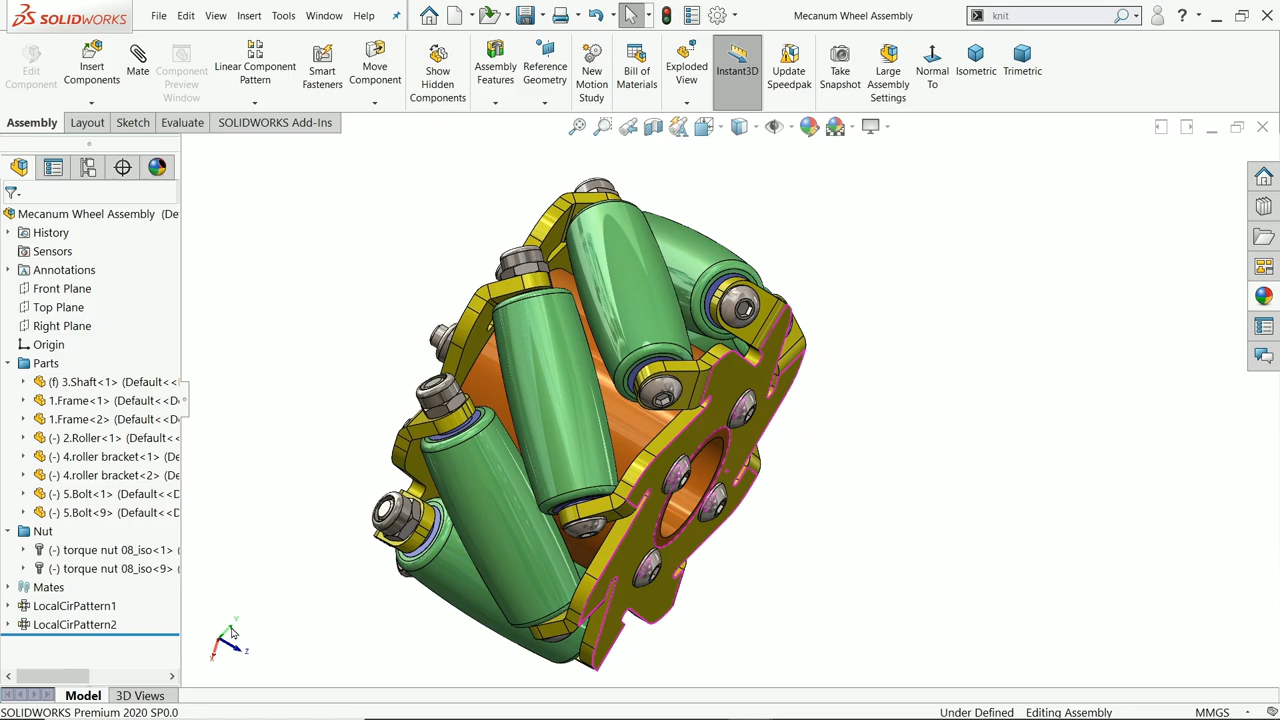 SOLIDWORKS
File Edit View Insert Tools Window Help
Mecanum Wheel Assembly
knit
?
Edit Component
Insert Components
Mate
Component Preview Window
Linear Component Pattern
Smart Fasteners
Move Component
Show Hidden Components
Assembly Features
Reference Geometry
New Motion Study
Bill of Materials
Exploded View
Instant3D
Update Speedpak
Take Snapshot
Large Assembly Settings
Normal To
Isometric
Trimetric
Assembly Layout Sketch Evaluate SOLIDWORKS Add-Ins
Mecanum Wheel Assembly (De
History
Sensors
Annotations
Front Plane
Top Plane
Right Plane
Origin
Parts
(f) 3.Shaft<1> (Default<<
1.Frame<1> (Default<<D
1.Frame<2> (Default<<D
(-) 2.Roller<1> (Default<<
(-) 4.roller bracket<1> (D
(-) 4.roller bracket<2> (D
(-) 5.Bolt<1> (Default<<D
(-) 5.Bolt<9> (Default<<D
Nut
(-) torque nut 08_iso<1> (
(-) torque nut 08_iso<9> (
Mates
LocalCirPattern1
LocalCirPattern2
Y
Z
X
Model 3D Views
SOLIDWORKS Premium 2020 SP0.0
Under Defined Editing Assembly MMGS